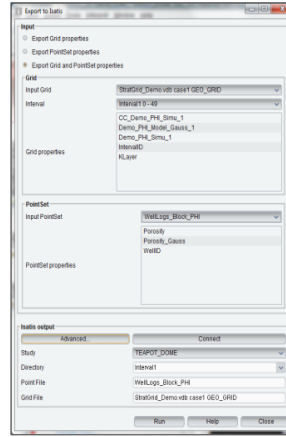 Export to Isatis
Input
Export Grid properties
Export PointSet properties
Export Grid and PointSet properties
Grid
Input Grid
StratGrid_Demo.vdb case1 GEO_GRID
Interval
Interval1 0 - 49
Grid properties
CC_Demo_PHI_Simu_1
Demo_PHI_Model_Gauss_1
Demo_PHI_Simu_1
IntervalID
KLayer
PointSet
Input PointSet
WellLogs_Block_PHI
PointSet properties
Porosity
Porosity_Gauss
WellID
Isatis output
Advanced...
Connect
Study
TEAPOT_DOME
Directory
Interval1
Point File
WellLogs_Block_PHI
Grid File
StratGrid_Demo.vdb case1 GEO_GRID
Run
Help
Close